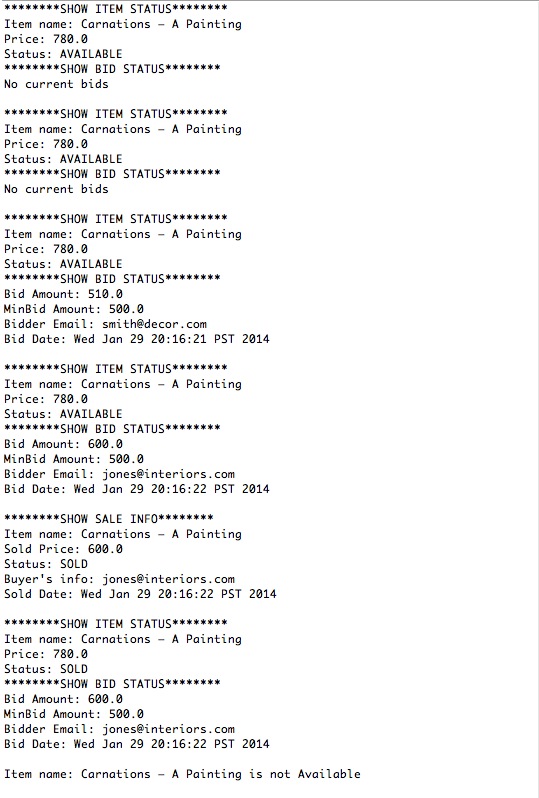 ********SHOW ITEM STATUS********
Item name: Carnations – A Painting
Price: 780.0
Status: AVAILABLE
********SHOW BID STATUS********
No current bids

********SHOW ITEM STATUS********
Item name: Carnations – A Painting
Price: 780.0
Status: AVAILABLE
********SHOW BID STATUS********
No current bids

********SHOW ITEM STATUS********
Item name: Carnations – A Painting
Price: 780.0
Status: AVAILABLE
********SHOW BID STATUS********
Bid Amount: 510.0
MinBid Amount: 500.0
Bidder Email: smith@decor.com
Bid Date: Wed Jan 29 20:16:21 PST 2014

********SHOW ITEM STATUS********
Item name: Carnations – A Painting
Price: 780.0
Status: AVAILABLE
********SHOW BID STATUS********
Bid Amount: 600.0
MinBid Amount: 500.0
Bidder Email: jones@interiors.com
Bid Date: Wed Jan 29 20:16:22 PST 2014

********SHOW SALE INFO********
Item name: Carnations – A Painting
Sold Price: 600.0
Status: SOLD
Buyer's info: jones@interiors.com
Sold Date: Wed Jan 29 20:16:22 PST 2014

********SHOW ITEM STATUS********
Item name: Carnations – A Painting
Price: 780.0
Status: SOLD
********SHOW BID STATUS********
Bid Amount: 600.0
MinBid Amount: 500.0
Bidder Email: jones@interiors.com
Bid Date: Wed Jan 29 20:16:22 PST 2014

Item name: Carnations – A Painting is not Available